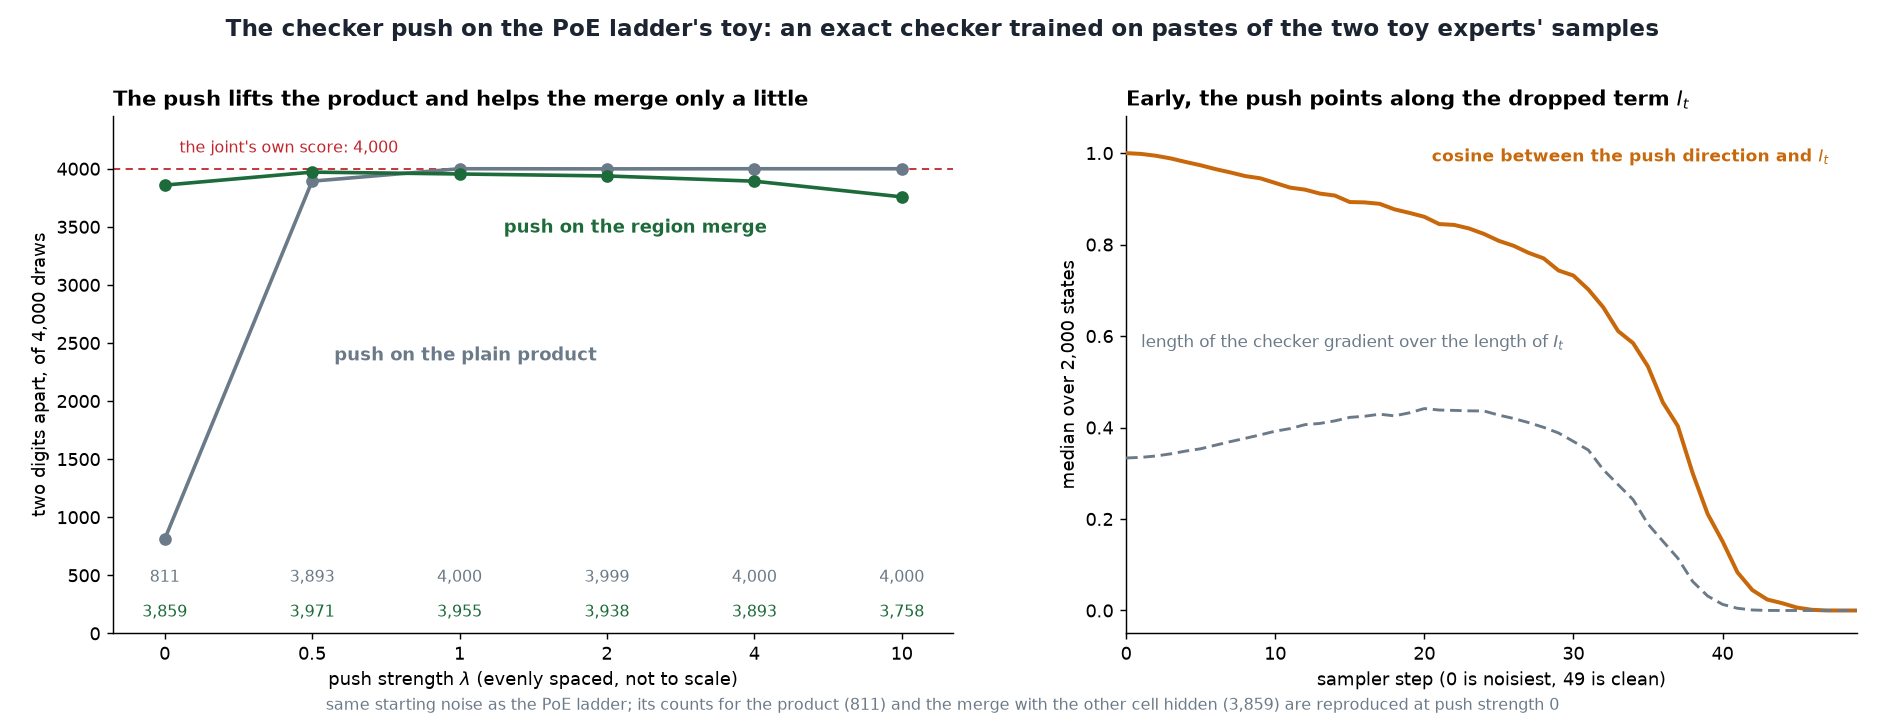 The checker push on the PoE ladder's toy: an exact checker trained on pastes of the two toy experts' samples
The push lifts the product and helps the merge only a little
the joint's own score: 4,000
push on the region merge
push on the plain product
two digits apart, of 4,000 draws
4000
3500
3000
2500
2000
1500
1000
500
0
811
3,893
4,000
3,999
4,000
4,000
3,859
3,971
3,955
3,938
3,893
3,758
0
0.5
1
2
4
10
push strength λ (evenly spaced, not to scale)
Early, the push points along the dropped term l_t
cosine between the push direction and l_t
length of the checker gradient over the length of l_t
median over 2,000 states
1.0
0.8
0.6
0.4
0.2
0.0
0
10
20
30
40
sampler step (0 is noisiest, 49 is clean)
same starting noise as the PoE ladder; its counts for the product (811) and the merge with the other cell hidden (3,859) are reproduced at push strength 0